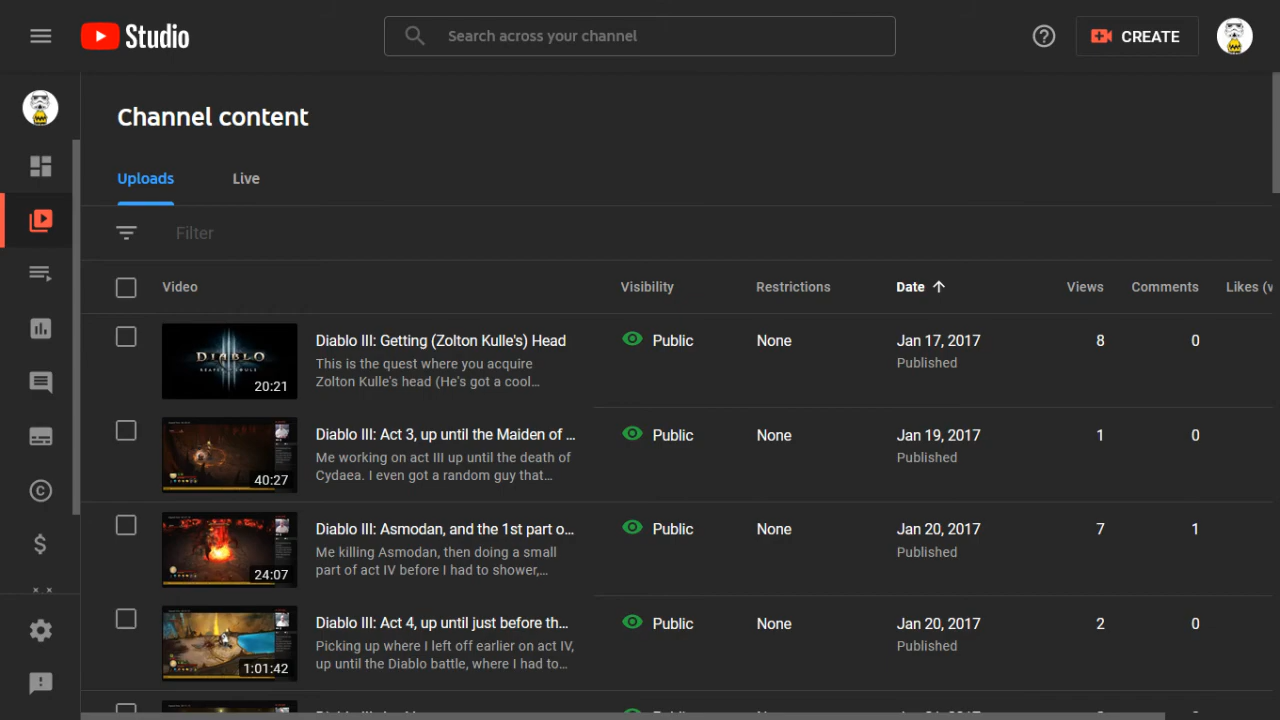 Studio
Search across your channel
CREATE
Channel content
Uploads Live
Filter
Video Visibility Restrictions Date Views Comments Likes (v
Diablo III: Getting (Zolton Kulle's) Head
This is the quest where you acquire
Zolton Kulle's head (He's got a cool...
DIABLO
20:21
Public
None
Jan 17, 2017
Published
8
0
Diablo III: Act 3, up until the Maiden of ...
Me working on act III up until the death of
Cydaea. I even got a random guy that...
40:27
Public
None
Jan 19, 2017
Published
1
0
Diablo III: Asmodan, and the 1st part o...
Me killing Asmodan, then doing a small
part of act IV before I had to shower,...
24:07
Public
None
Jan 20, 2017
Published
7
1
Diablo III: Act 4, up until just before th...
Picking up where I left off earlier on act IV,
up until the Diablo battle, where I had to...
1:01:42
Public
None
Jan 20, 2017
Published
2
0